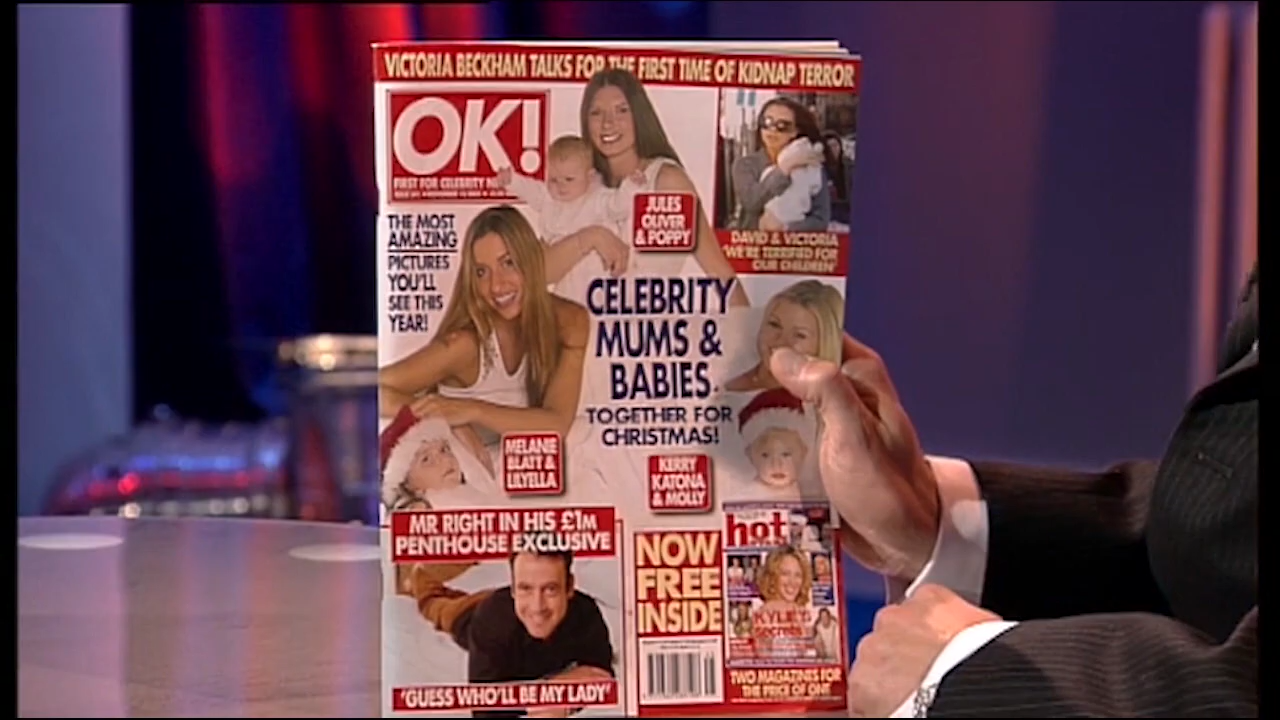 VICTORIA BECKHAM TALKS FOR THE FIRST TIME OF KIDNAP TERROR
OK!
FIRST FOR CELEBRITY
THE MOST
AMAZING
PICTURES
YOU'LL
SEE THIS
YEAR!
JULES
OLIVER
& POPPY
DAVID & VICTORIA
'WE'RE TERRIFIED FOR
OUR CHILDREN'
CELEBRITY
MUMS &
BABIES
TOGETHER FOR
CHRISTMAS!
MELANIE
BLATT &
LILYELLA
KERRY
KATONA
& MOLLY
MR RIGHT IN HIS £1M
PENTHOUSE EXCLUSIVE
'GUESS WHO'LL BE MY LADY'
NOW
FREE
INSIDE
hot
KYLIE'S
secrets
TWO MAGAZINES FOR
THE PRICE OF ONE